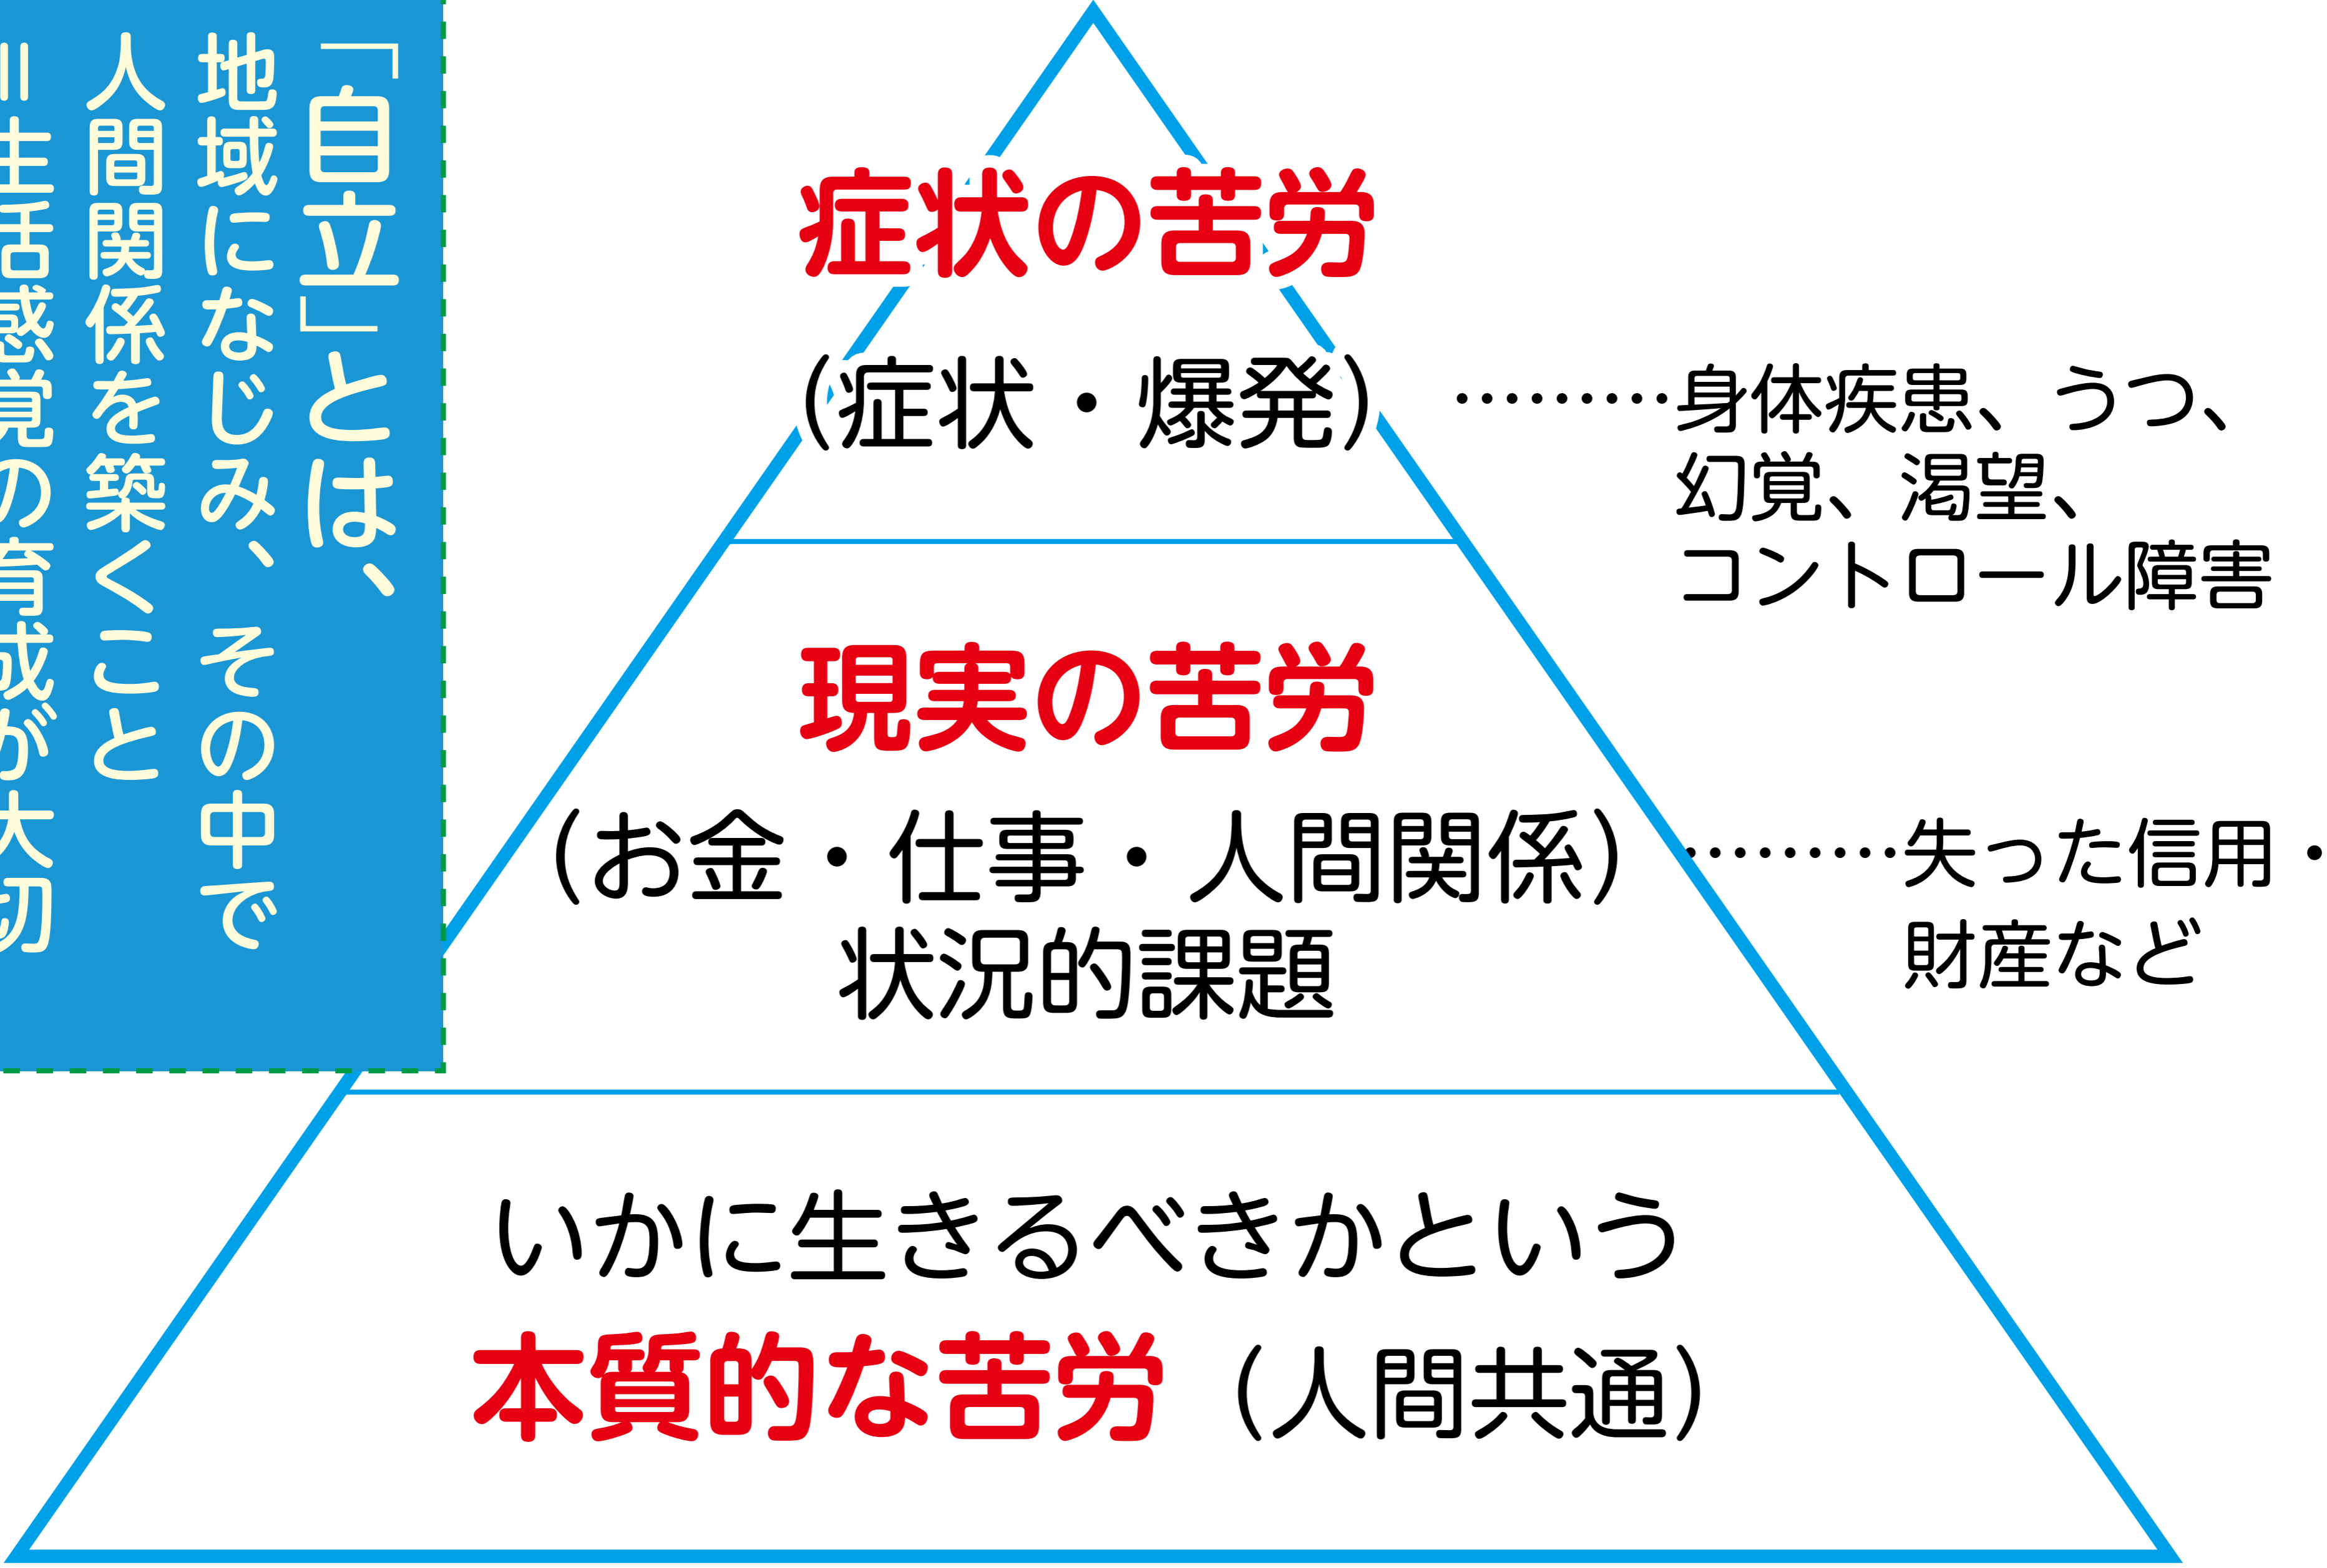 「自立」とは、
地域になじみ、その中で
人間関係を築くこと
＝生活感覚の育成が大切
症状の苦労
(症状・爆発)
………身体疾患、うつ、
幻覚、渇望、
コントロール障害
現実の苦労
(お金・仕事・人間関係)
状況的課題
………失った信用・
財産など
いかに生きるべきかという
本質的な苦労 (人間共通)